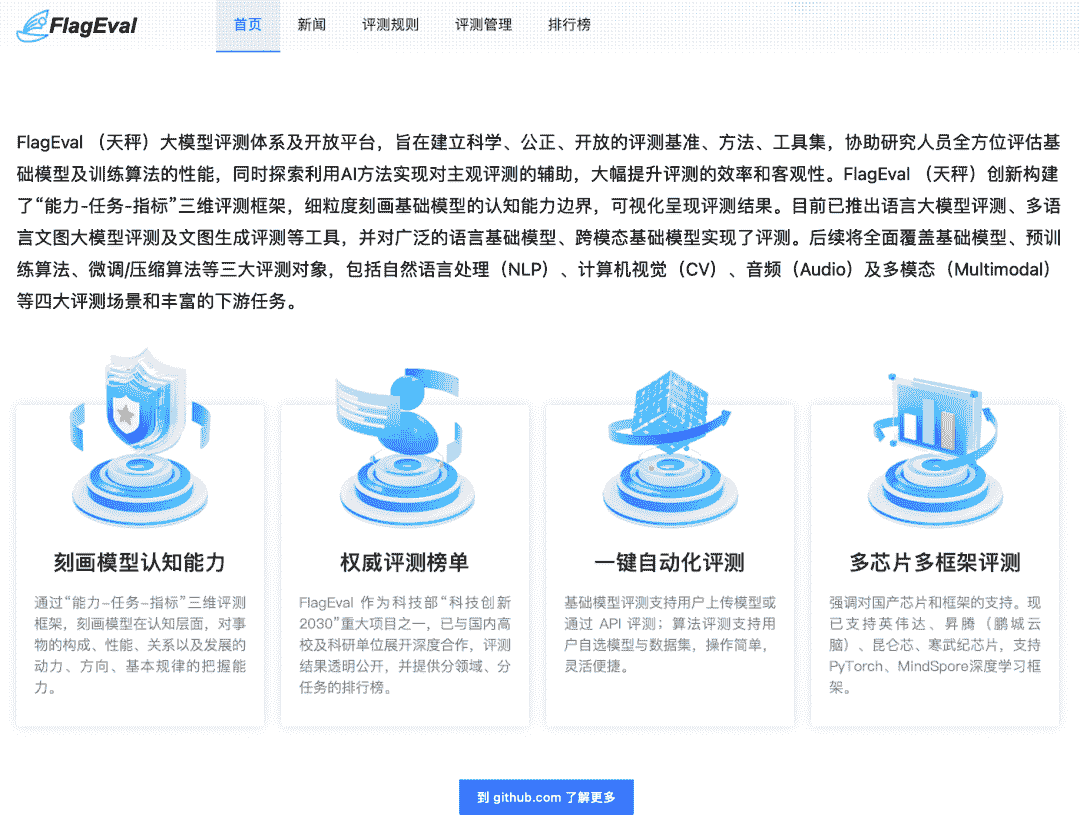 FlagEval
首页 新闻 评测规则 评测管理 排行榜
FlagEval （天秤）大模型评测体系及开放平台，旨在建立科学、公正、开放的评测基准、方法、工具集，协助研究人员全方位评估基
础模型及训练算法的性能，同时探索利用AI方法实现对主观评测的辅助，大幅提升评测的效率和客观性。FlagEval （天秤）创新构建
了“能力-任务-指标”三维评测框架，细粒度刻画基础模型的认知能力边界，可视化呈现评测结果。目前已推出语言大模型评测、多语
言文图大模型评测及文图生成评测等工具，并对广泛的语言基础模型、跨模态基础模型实现了评测。后续将全面覆盖基础模型、预训
练算法、微调/压缩算法等三大评测对象，包括自然语言处理（NLP）、计算机视觉（CV）、音频（Audio）及多模态（Multimodal）
等四大评测场景和丰富的下游任务。
刻画模型认知能力
通过“能力–任务–指标”三维评测
框架，刻画模型在认知层面，对事
物的构成、性能、关系以及发展的
动力、方向、基本规律的把握能
力。
权威评测榜单
FlagEval 作为科技部“科技创新
2030”重大项目之一，已与国内高
校及科研单位展开深度合作，评测
结果透明公开，并提供分领域、分
任务的排行榜。
一键自动化评测
基础模型评测支持用户上传模型或
通过 API 评测；算法评测支持用
户自选模型与数据集，操作简单，
灵活便捷。
多芯片多框架评测
强调对国产芯片和框架的支持。现
已支持英伟达、昇腾（鹏城云
脑）、昆仑芯、寒武纪芯片，支持
PyTorch、MindSpore深度学习框
架。
到 github.com 了解更多